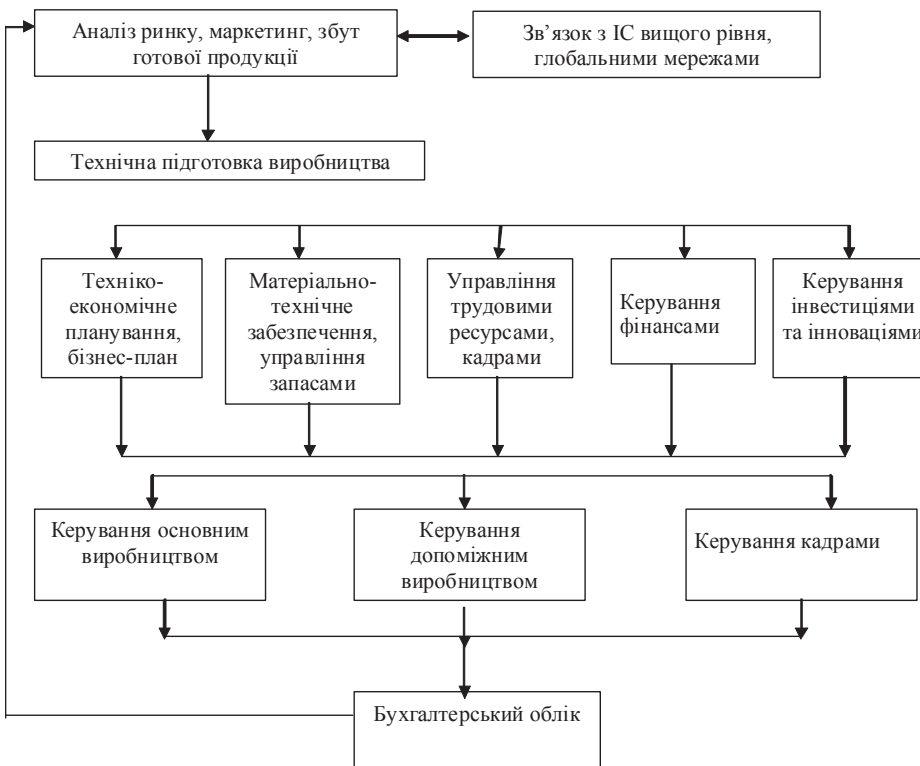 Аналіз ринку, маркетинг, збут
готової продукції
Зв’язок з ІС вищого рівня,
глобальними мережами
Технічна підготовка виробництва
Техніко-
економічне
планування,
бізнес-план
Матеріально-
технічне
забезпечення,
управління
запасами
Управління
трудовими
ресурсами,
кадрами
Керування
фінансами
Керування
інвестиціями
та інноваціями
Керування основним
виробництвом
Керування
допоміжним
виробництвом
Керування кадрами
Бухгалтерський облік